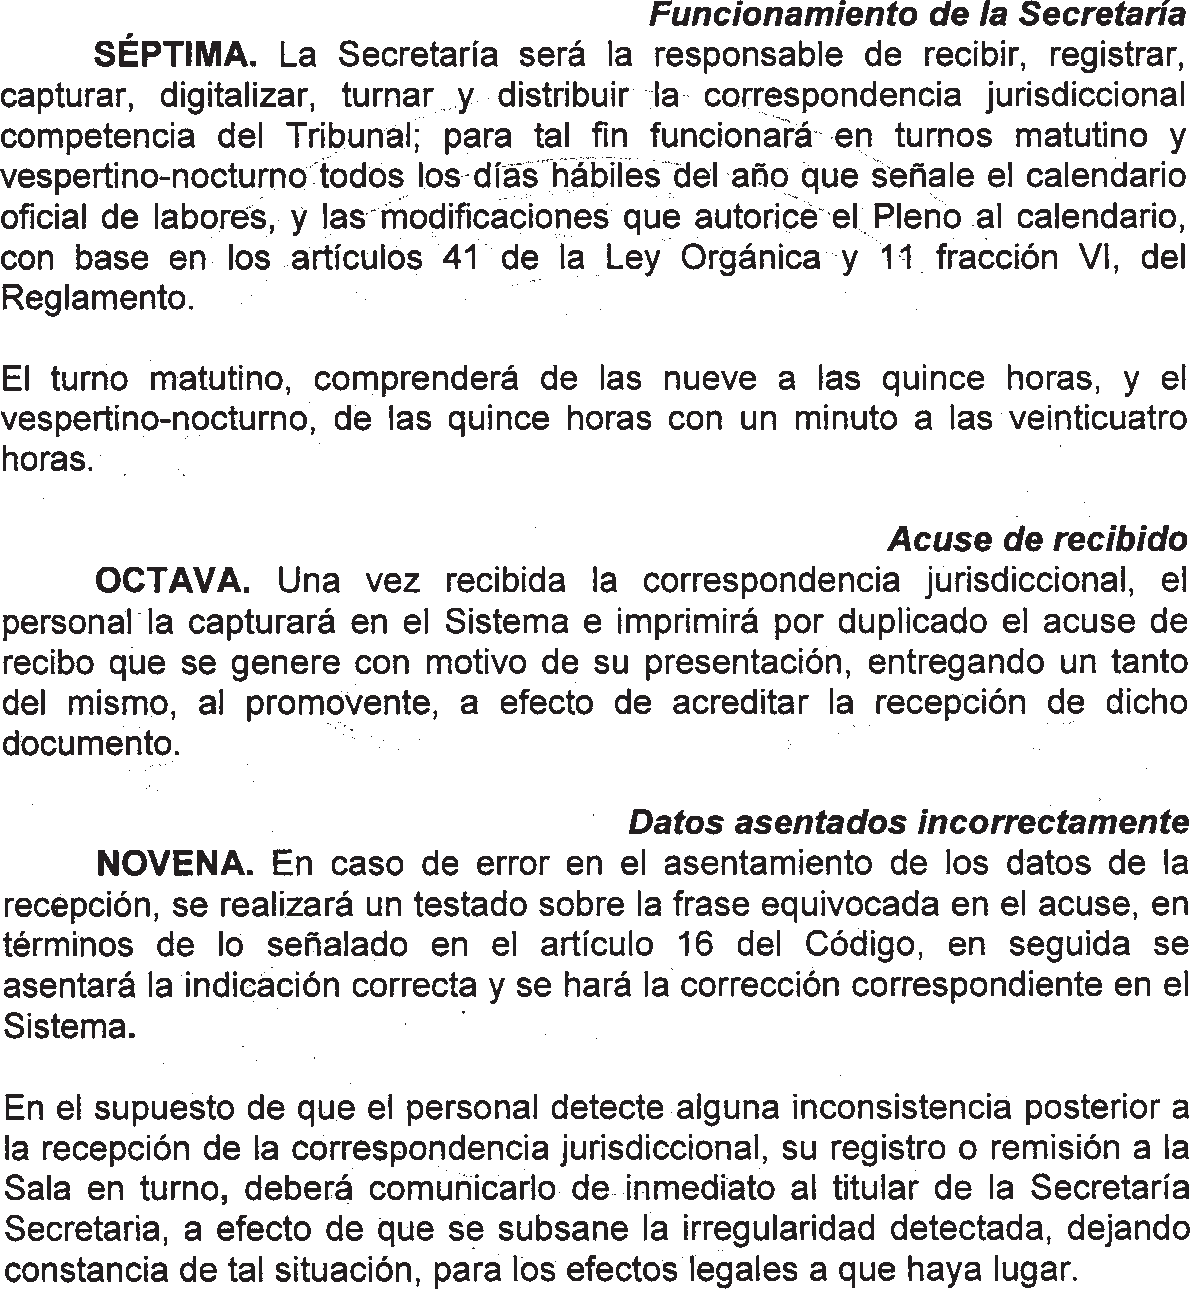 Funcionamiento de la Secretaría
SÉPTIMA. La Secretaría será la responsable de recibir, registrar,
capturar, digitalizar, turnar y distribuir la correspondencia jurisdiccional
competencia del Tribunal; para tal fin funcionará en turnos matutino y
vespertino-nocturno todos los días hábiles del año que señale el calendario
oficial de labores, y las modificaciones que autorice el Pleno al calendario,
con base en los artículos 41 de la Ley Orgánica y 11 fracción VI, del
Reglamento.
El turno matutino, comprenderá de las nueve a las quince horas, y el
vespertino-nocturno, de las quince horas con un minuto a las veinticuatro
horas.
Acuse de recibido
OCTAVA. Una vez recibida la correspondencia jurisdiccional, el
personal la capturará en el Sistema e imprimirá por duplicado el acuse de
recibo que se genere con motivo de su presentación, entregando un tanto
del mismo, al promovente, a efecto de acreditar la recepción de dicho
documento.
Datos asentados incorrectamente
NOVENA. En caso de error en el asentamiento de los datos de la
recepción, se realizará un testado sobre la frase equivocada en el acuse, en
términos de lo señalado en el artículo 16 del Código, en seguida se
asentará la indicación correcta y se hará la corrección correspondiente en el
Sistema.
En el supuesto de que el personal detecte alguna inconsistencia posterior a
la recepción de la correspondencia jurisdiccional, su registro o remisión a la
Sala en turno, deberá comunicarlo de inmediato al titular de la Secretaría
Secretaria, a efecto de que se subsane la irregularidad detectada, dejando
constancia de tal situación, para los efectos legales a que haya lugar.